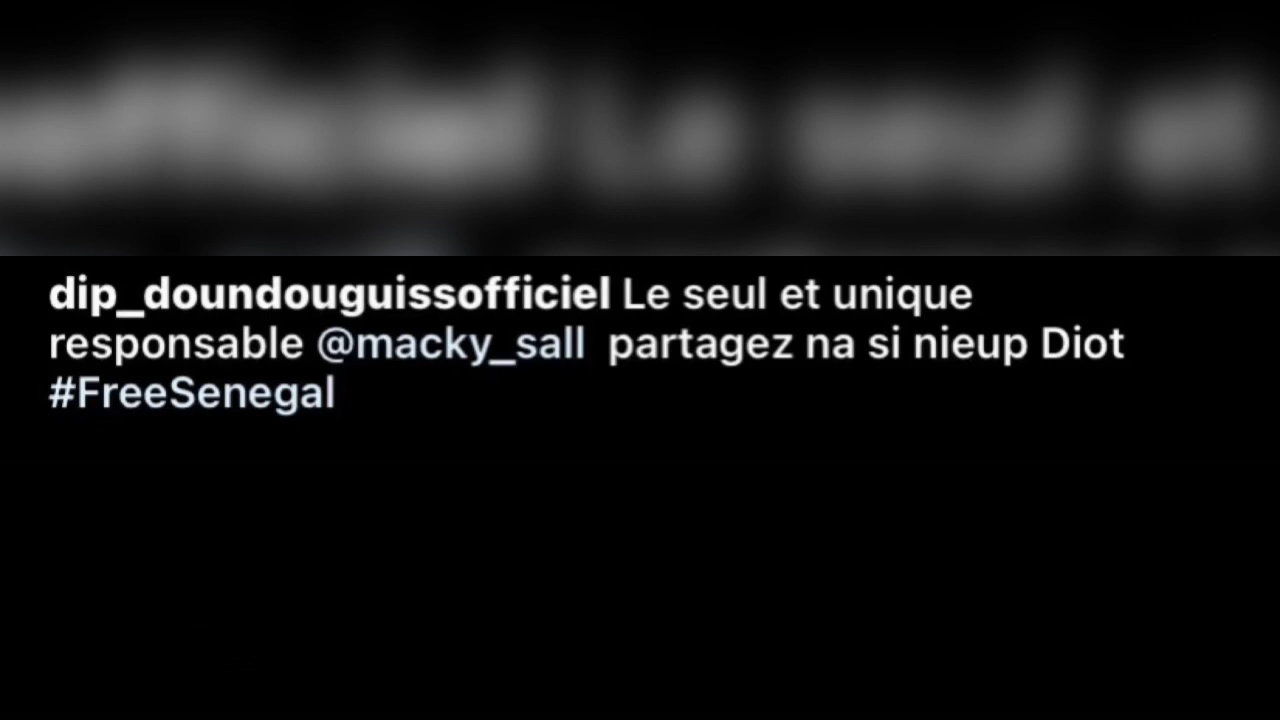 dip_doundouguissofficiel Le seul et unique
responsable @macky_sall partagez na si nieup Diot
#FreeSenegal